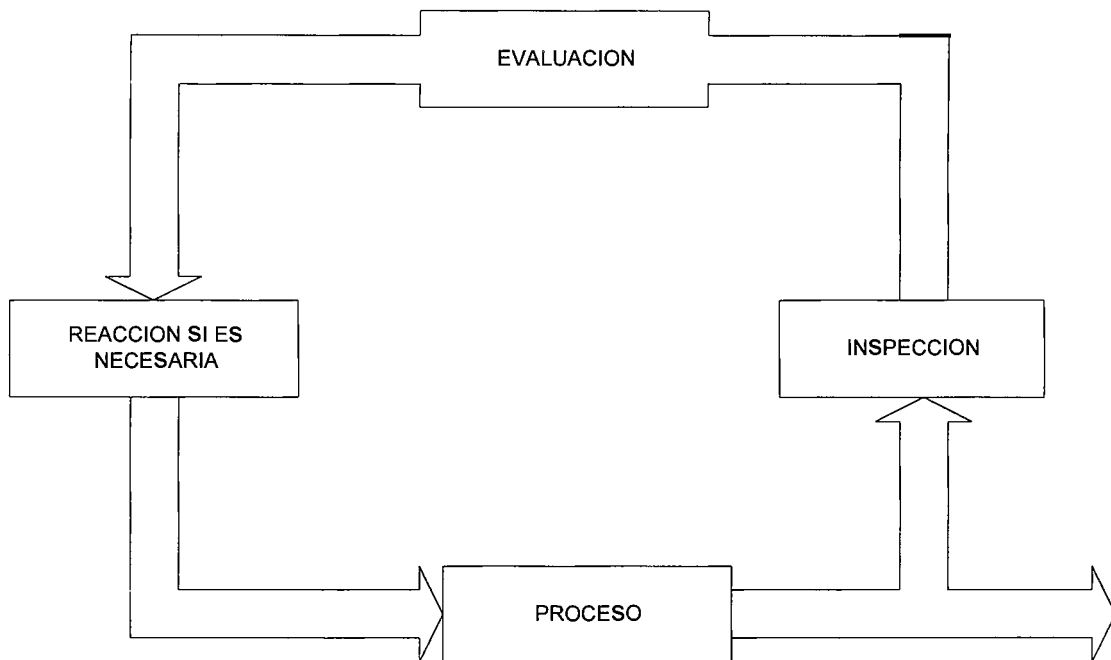 EVALUACION
REACCION SI ES
NECESARIA
INSPECCION
PROCESO